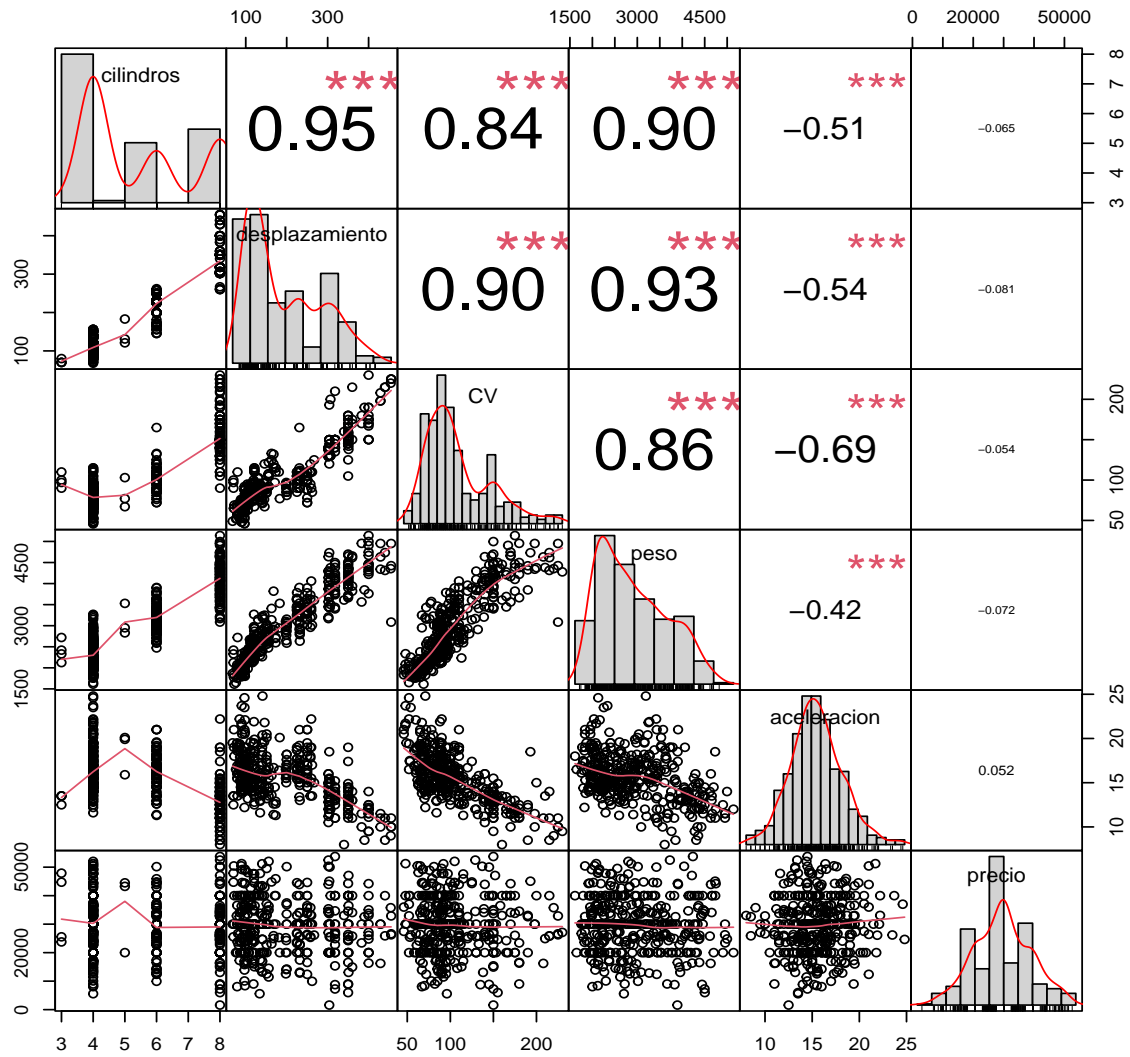 100 300 1500 3000 4500 0 20000 50000
cilindros *** *** *** *** 8
0.95 0.84 0.90 −0.51 −0.065 7
6
5
4
3
desplazamiento *** *** ***
300 0.90 0.93 −0.54 −0.081
100
CV *** *** 200
0.86 −0.69 −0.054 100
50
4500 peso ***
3000 −0.42 −0.072
1500
aceleracion 25
20
0.052 15
10
50000 precio
20000
0
3 4 5 6 7 8 50 100 200 10 15 20 25